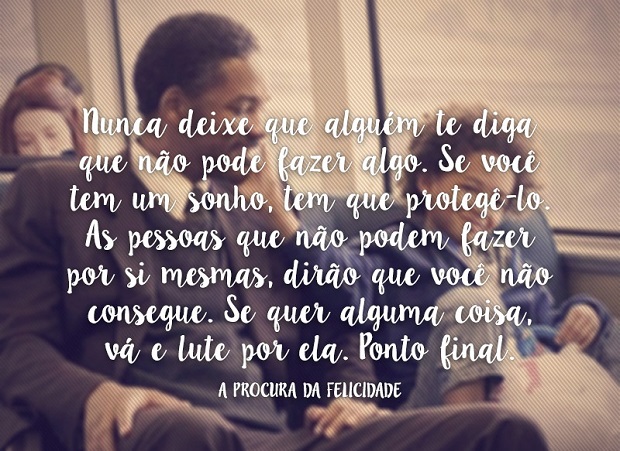 Nunca deixe que alguém te diga
que não pode fazer algo. Se você
tem um sonho, tem que protegê-lo.
As pessoas que não podem fazer
por si mesmas, dirão que você não
consegue. Se quer alguma coisa,
vá e lute por ela. Ponto final.
A PROCURA DA FELICIDADE